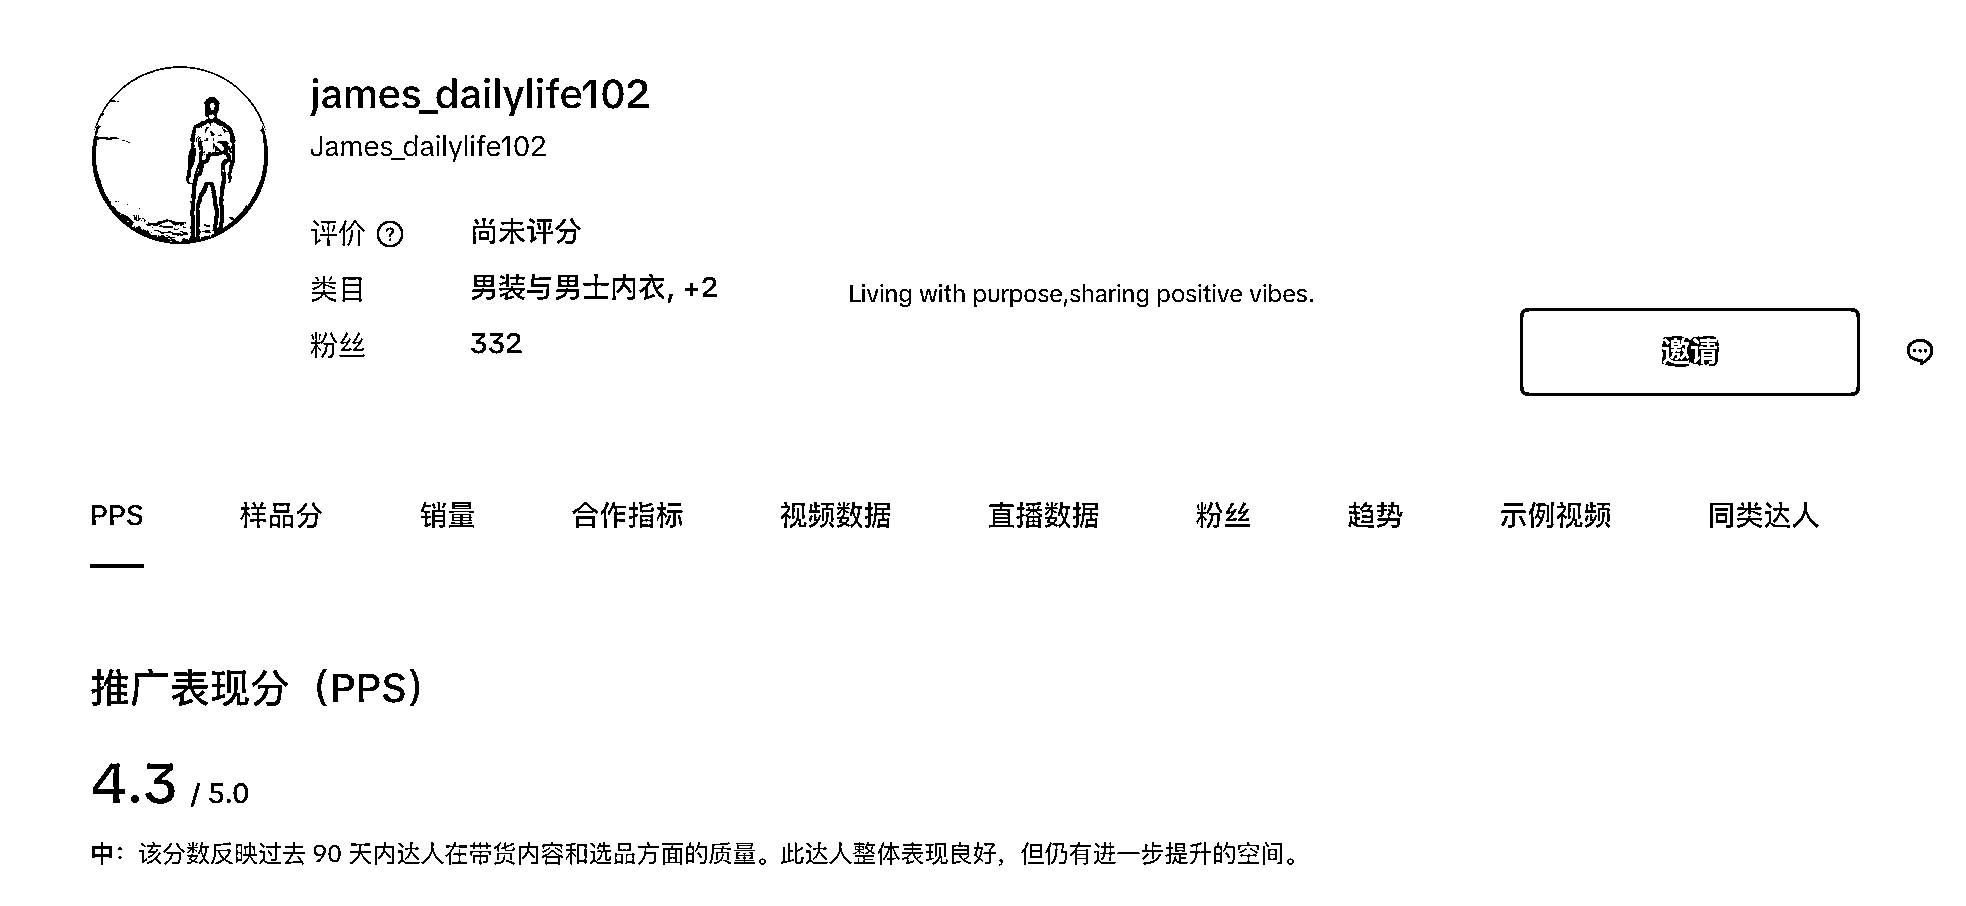 james_dailylife102
James_dailylife102
评价 ?
尚未评分
类目
男装与男士内衣, +2
粉丝
332
Living with purpose,sharing positive vibes.
邀请
PPS 样品分 销量 合作指标 视频数据 直播数据 粉丝 趋势 示例视频 同类达人
推广表现分（PPS）
4.3 / 5.0
中：该分数反映过去 90 天内达人在带货内容和选品方面的质量。此达人整体表现良好，但仍有进一步提升的空间。